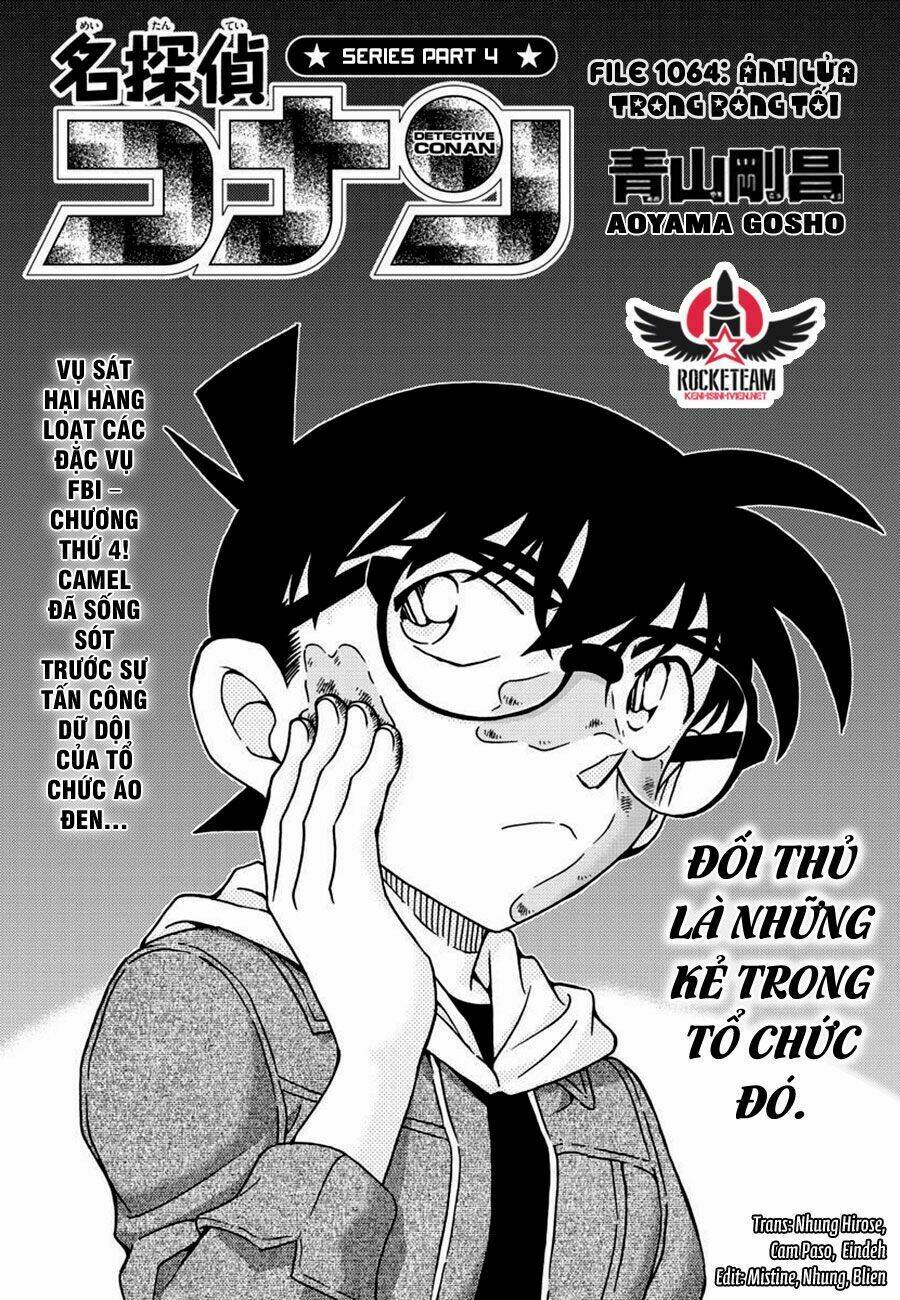 めい たん てい
名探偵
★ SERIES PART 4 ★
コナン
DETECTIVE
CONAN
FILE 1064: ÁNH LỬA
TRONG BÓNG TỐI
青山剛昌
AOYAMA GOSHO
ROCKETEAM
KENHSINHVIEN.NET
VỤ SÁT
HẠI HÀNG
LOẠT CÁC
ĐẶC VỤ
FBI –
CHƯƠNG
THỨ 4!
CAMEL
ĐÃ SỐNG
SÓT
TRƯỚC SỰ
TẤN CÔNG
DỮ DỘI
CỦA TỔ
CHỨC ÁO
ĐEN...
ĐỐI THỦ
LÀ NHỮNG
KẺ TRONG
TỔ CHỨC
ĐÓ.
Trans: Nhung Hirose,
Cam Paso, Eindeh
Edit: Mistine, Nhung, Blien